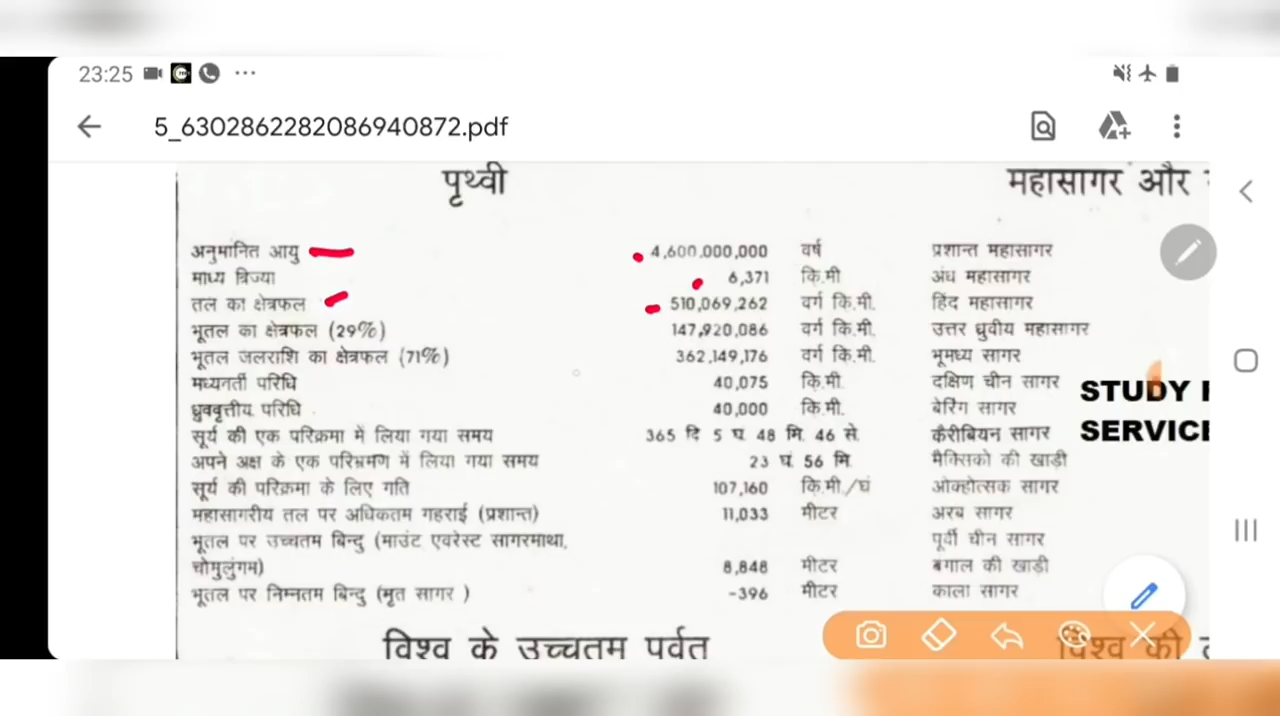 23:25
5_6302862282086940872.pdf
पृथ्वी
अनुमानित आयु 4,600,000,000 वर्ष
माध्य त्रिज्या 6,371 कि.मी
तल का क्षेत्रफल 510,069,262 वर्ग कि.मी.
भूतल का क्षेत्रफल (29%) 147,920,086 वर्ग कि.मी.
भूतल जलराशि का क्षेत्रफल (71%) 362,149,176 वर्ग कि.मी.
मध्यवर्ती परिधि 40,075 कि.मी.
ध्रुववृत्तीय परिधि 40,000 कि.मी.
सूर्य की एक परिक्रमा में लिया गया समय 365 दि 5 घ. 48 मि. 46 से.
अपने अक्ष के एक परिभ्रमण में लिया गया समय 23 घं. 56 मि.
सूर्य की परिक्रमा के लिए गति 107,160 कि.मी./घं
महासागरीय तल पर अधिकतम गहराई (प्रशान्त) 11,033 मीटर
भूतल पर उच्चतम बिन्दु (माउंट एवरेस्ट सागरमाथा,
चोमुलुंगम) 8,848 मीटर
भूतल पर निम्नतम बिन्दु (मृत सागर ) -396 मीटर
विश्व के उच्चतम पर्वत
महासागर और
प्रशान्त महासागर
अंध महासागर
हिंद महासागर
उत्तर ध्रुवीय महासागर
भूमध्य सागर
दक्षिण चीन सागर
बेरिंग सागर
कैरीबियन सागर
मैक्सिको की खाड़ी
ओक्होत्सक सागर
अरब सागर
पूर्वी चीन सागर
बगाल की खाड़ी
काला सागर
विश्व की
STUDY
SERVICE